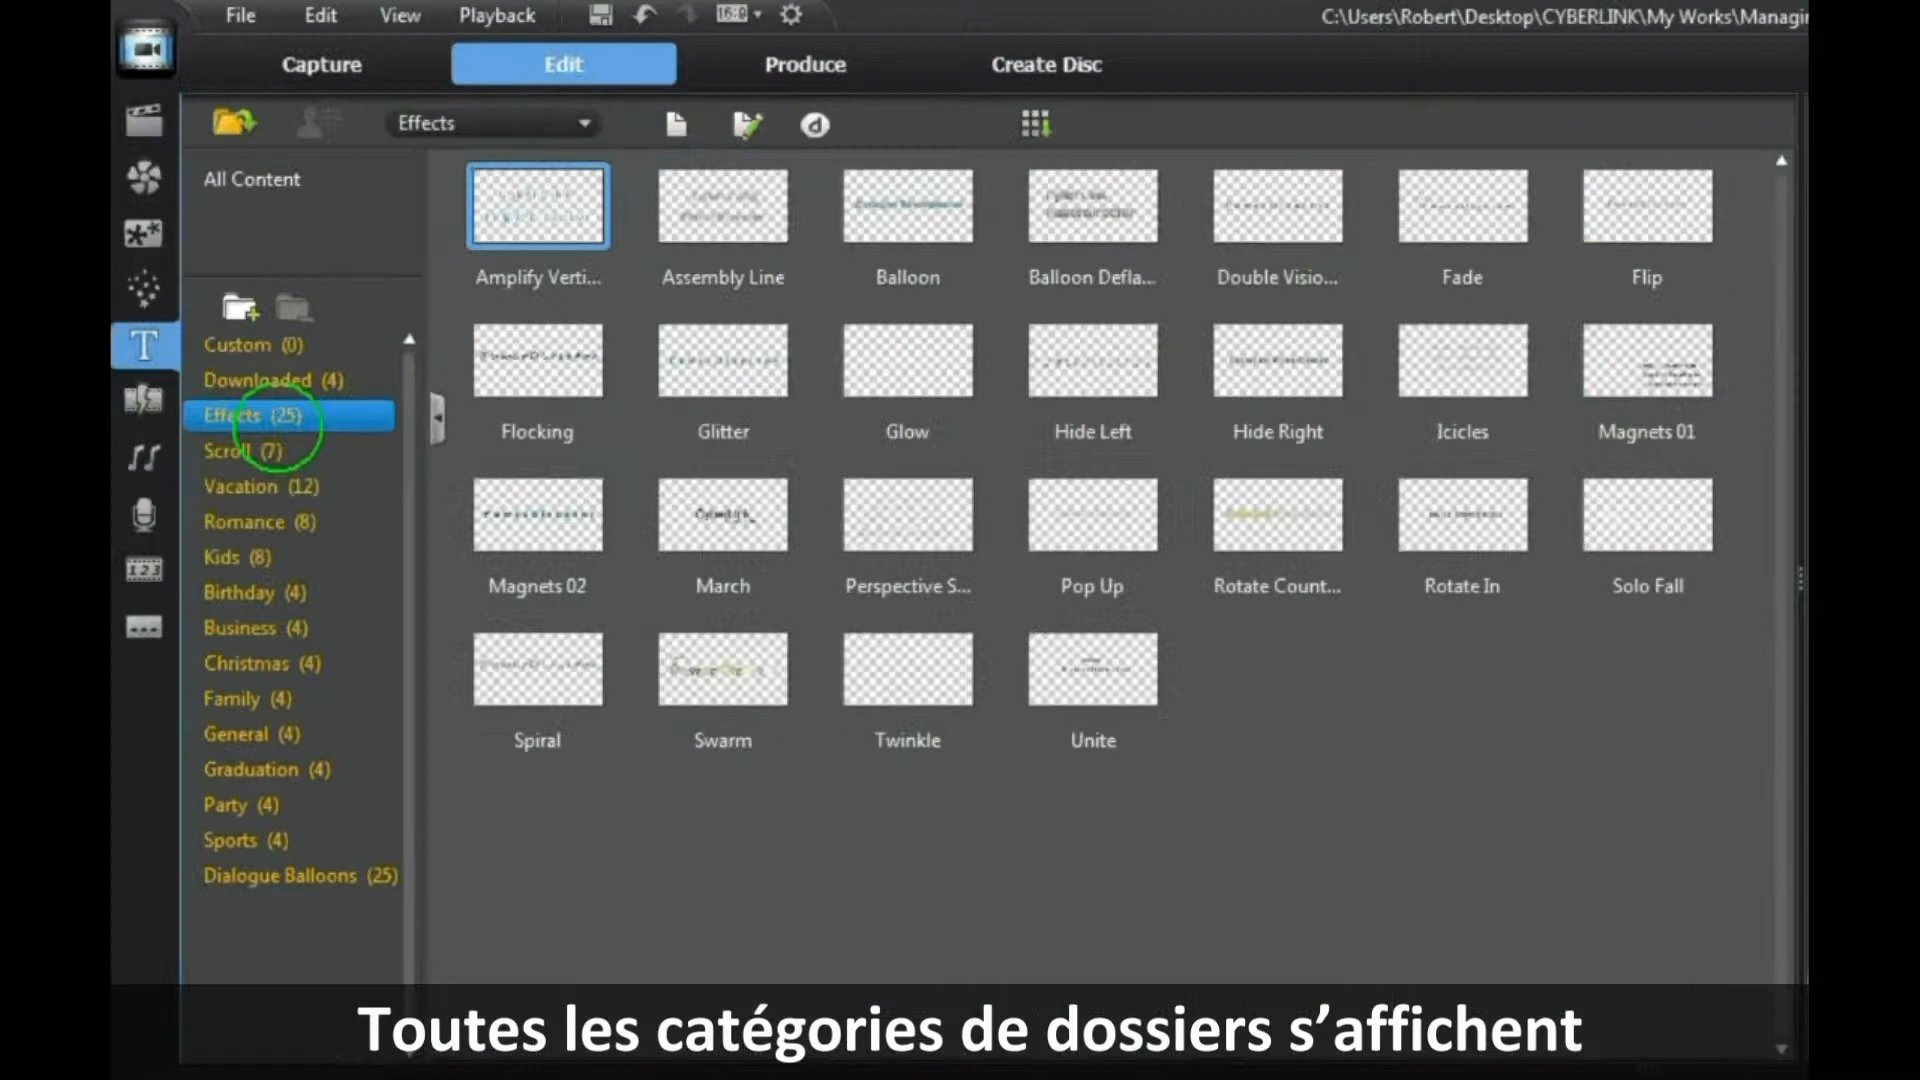 File Edit View Playback 16:9
C:\Users\Robert\Desktop\CYBERLINK\My Works\Managin
Capture Edit Produce Create Disc
Effects
All Content
Custom (0)
Downloaded (4)
Effects (25)
Scroll (7)
Vacation (12)
Romance (8)
Kids (8)
Birthday (4)
Business (4)
Christmas (4)
Family (4)
General (4)
Graduation (4)
Party (4)
Sports (4)
Dialogue Balloons (25)
Amplify Verti... Assembly Line Balloon Balloon Defla... Double Visio... Fade Flip
Flocking Glitter Glow Hide Left Hide Right Icicles Magnets 01
Magnets 02 March Perspective S... Pop Up Rotate Count... Rotate In Solo Fall
Spiral Swarm Twinkle Unite
Toutes les catégories de dossiers s’affichent